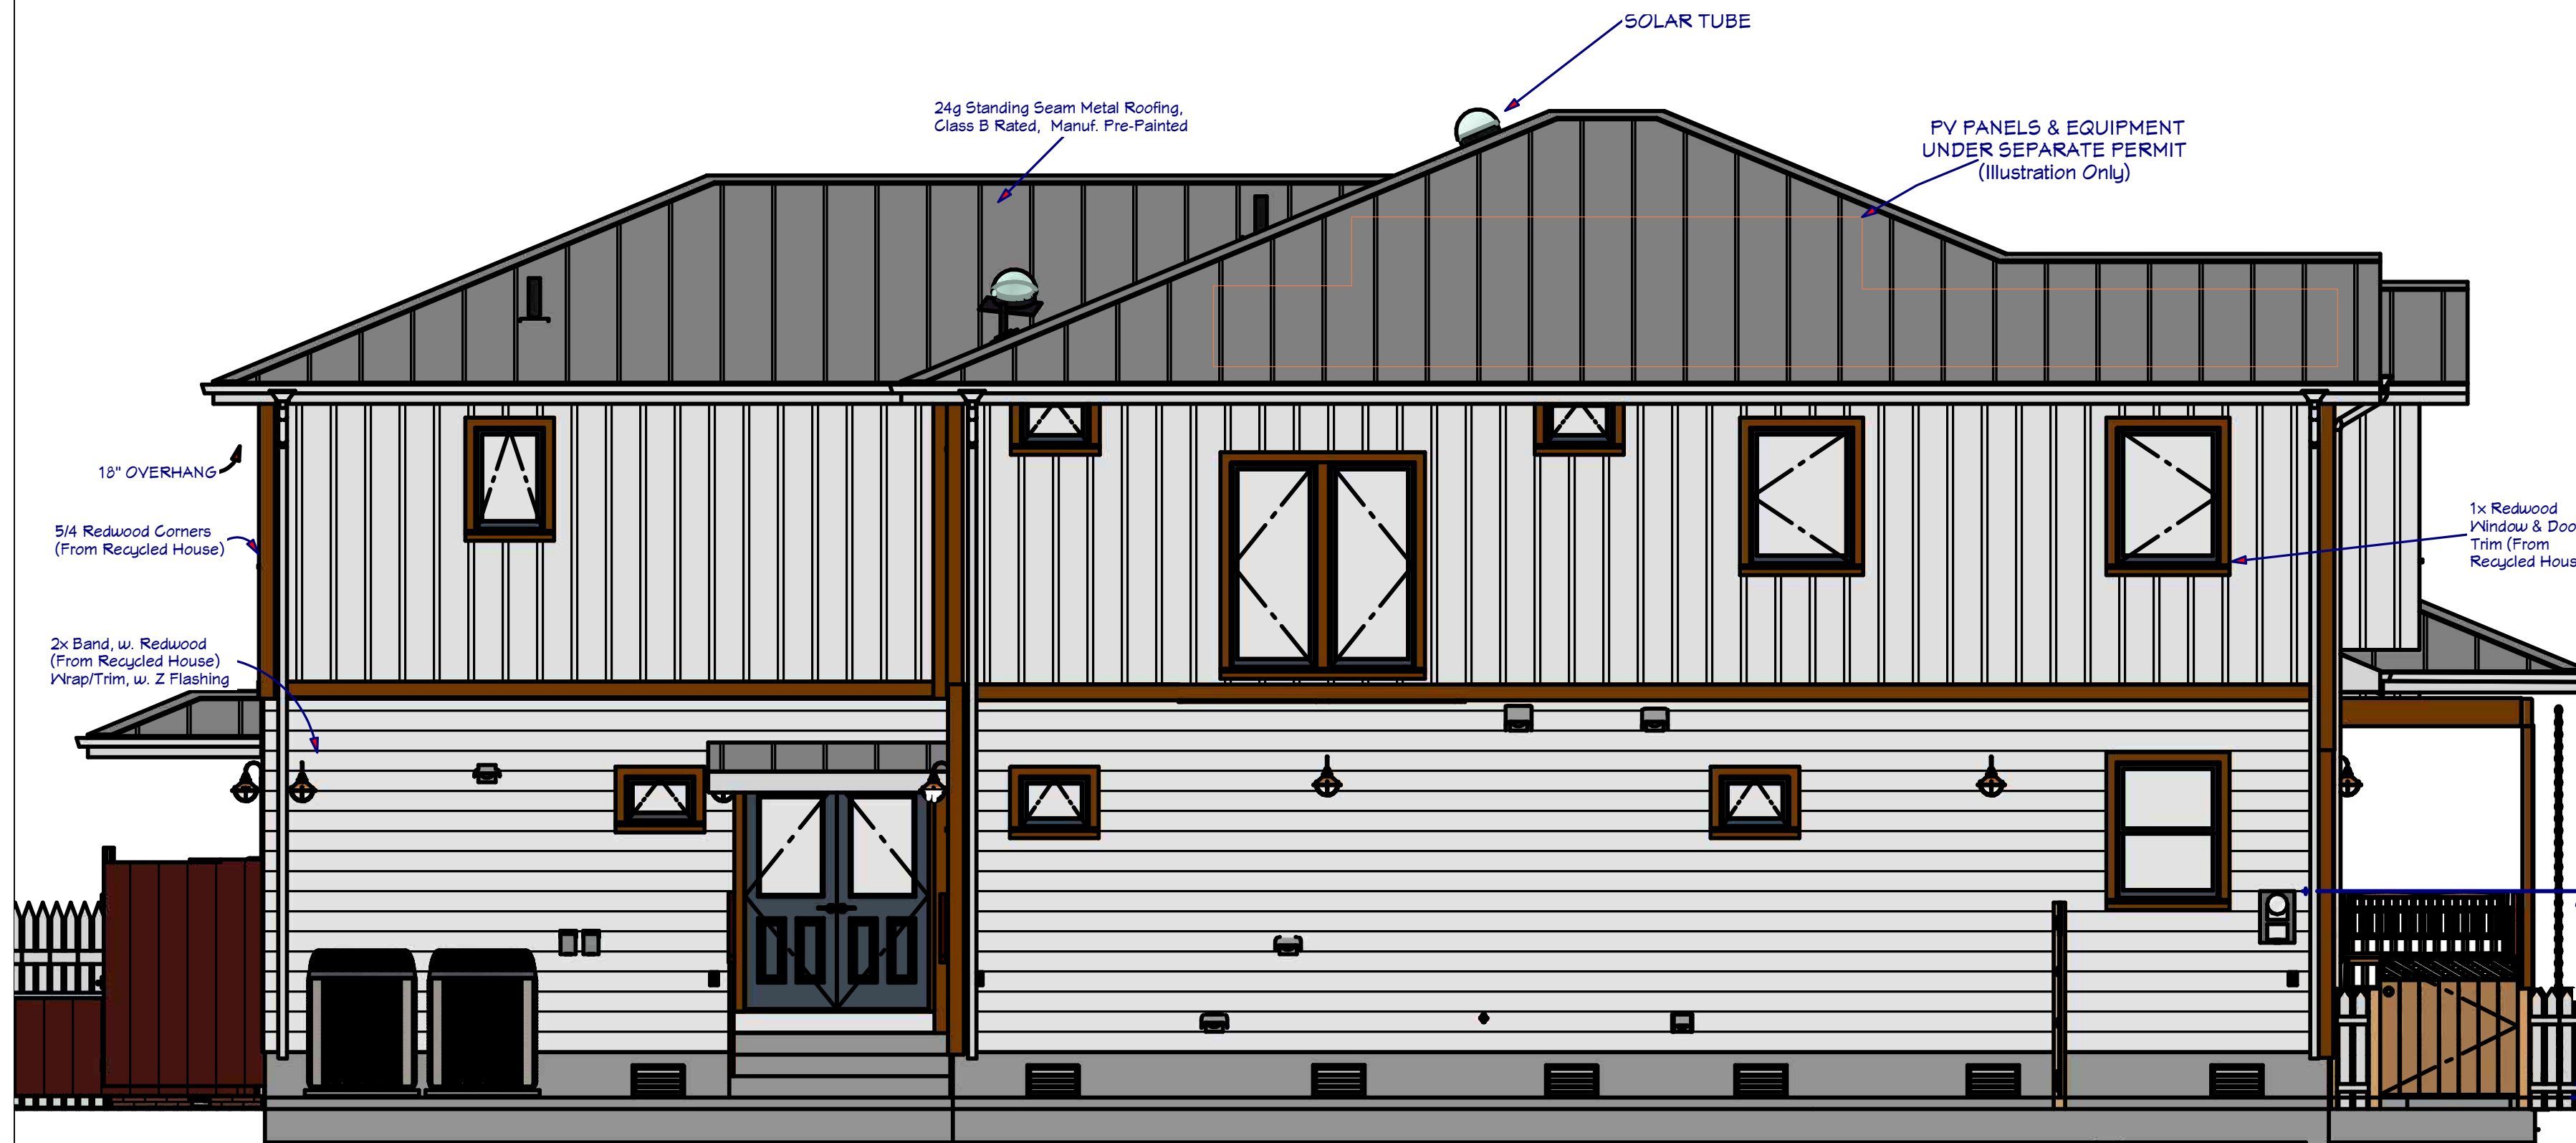 SOLAR TUBE
24g Standing Seam Metal Roofing,
Class B Rated, Manuf. Pre-Painted
PV PANELS & EQUIPMENT
UNDER SEPARATE PERMIT
(Illustration Only)
18" OVERHANG
5/4 Redwood Corners
(From Recycled House)
1x Redwood
Window & Doo
Trim (From
Recycled Hous
2x Band, w. Redwood
(From Recycled House)
Wrap/Trim, w. Z Flashing